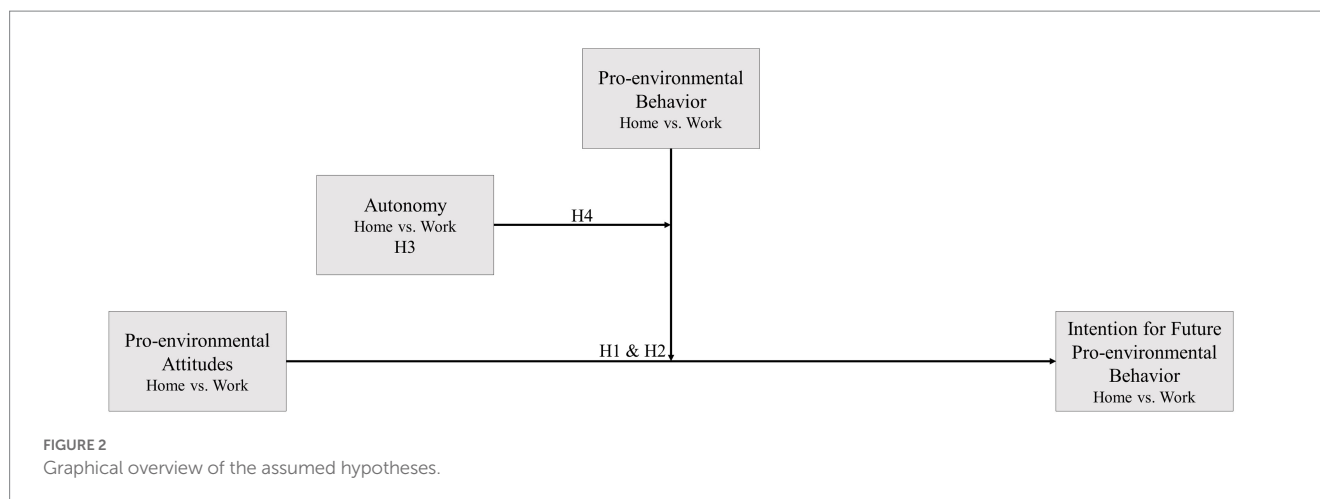 Pro-environmental
Behavior
Home vs. Work
Autonomy
Home vs. Work
H3
H4
Pro-environmental
Attitudes
Home vs. Work
H1 & H2
Intention for Future
Pro-environmental
Behavior
Home vs. Work
FIGURE 2
Graphical overview of the assumed hypotheses.